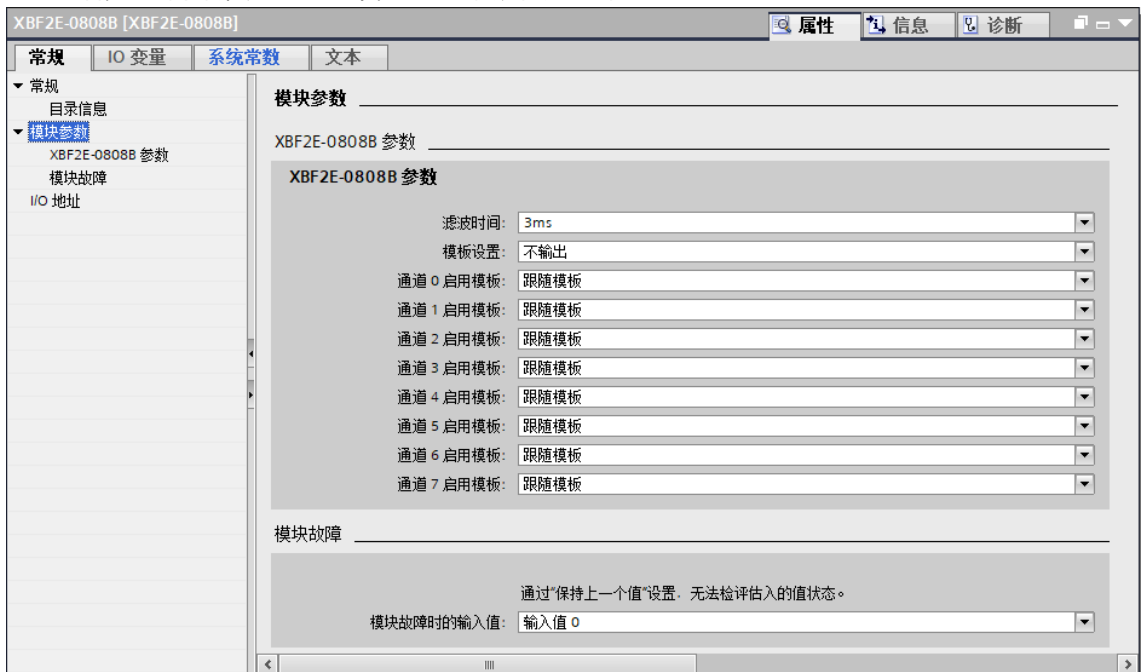 XBF2E-0808B [XBF2E-0808B]
属性
信息
诊断
常规
IO 变量
系统常数
文本
常规
目录信息
模块参数
XBF2E-0808B 参数
模块故障
I/O 地址
模块参数
XBF2E-0808B 参数
XBF2E-0808B 参数
滤波时间: 3ms
模板设置: 不输出
通道 0 启用模板: 跟随模板
通道 1 启用模板: 跟随模板
通道 2 启用模板: 跟随模板
通道 3 启用模板: 跟随模板
通道 4 启用模板: 跟随模板
通道 5 启用模板: 跟随模板
通道 6 启用模板: 跟随模板
通道 7 启用模板: 跟随模板
模块故障
通过“保持上一个值”设置，无法检评估入的值状态。
模块故障时的输入值: 输入值 0